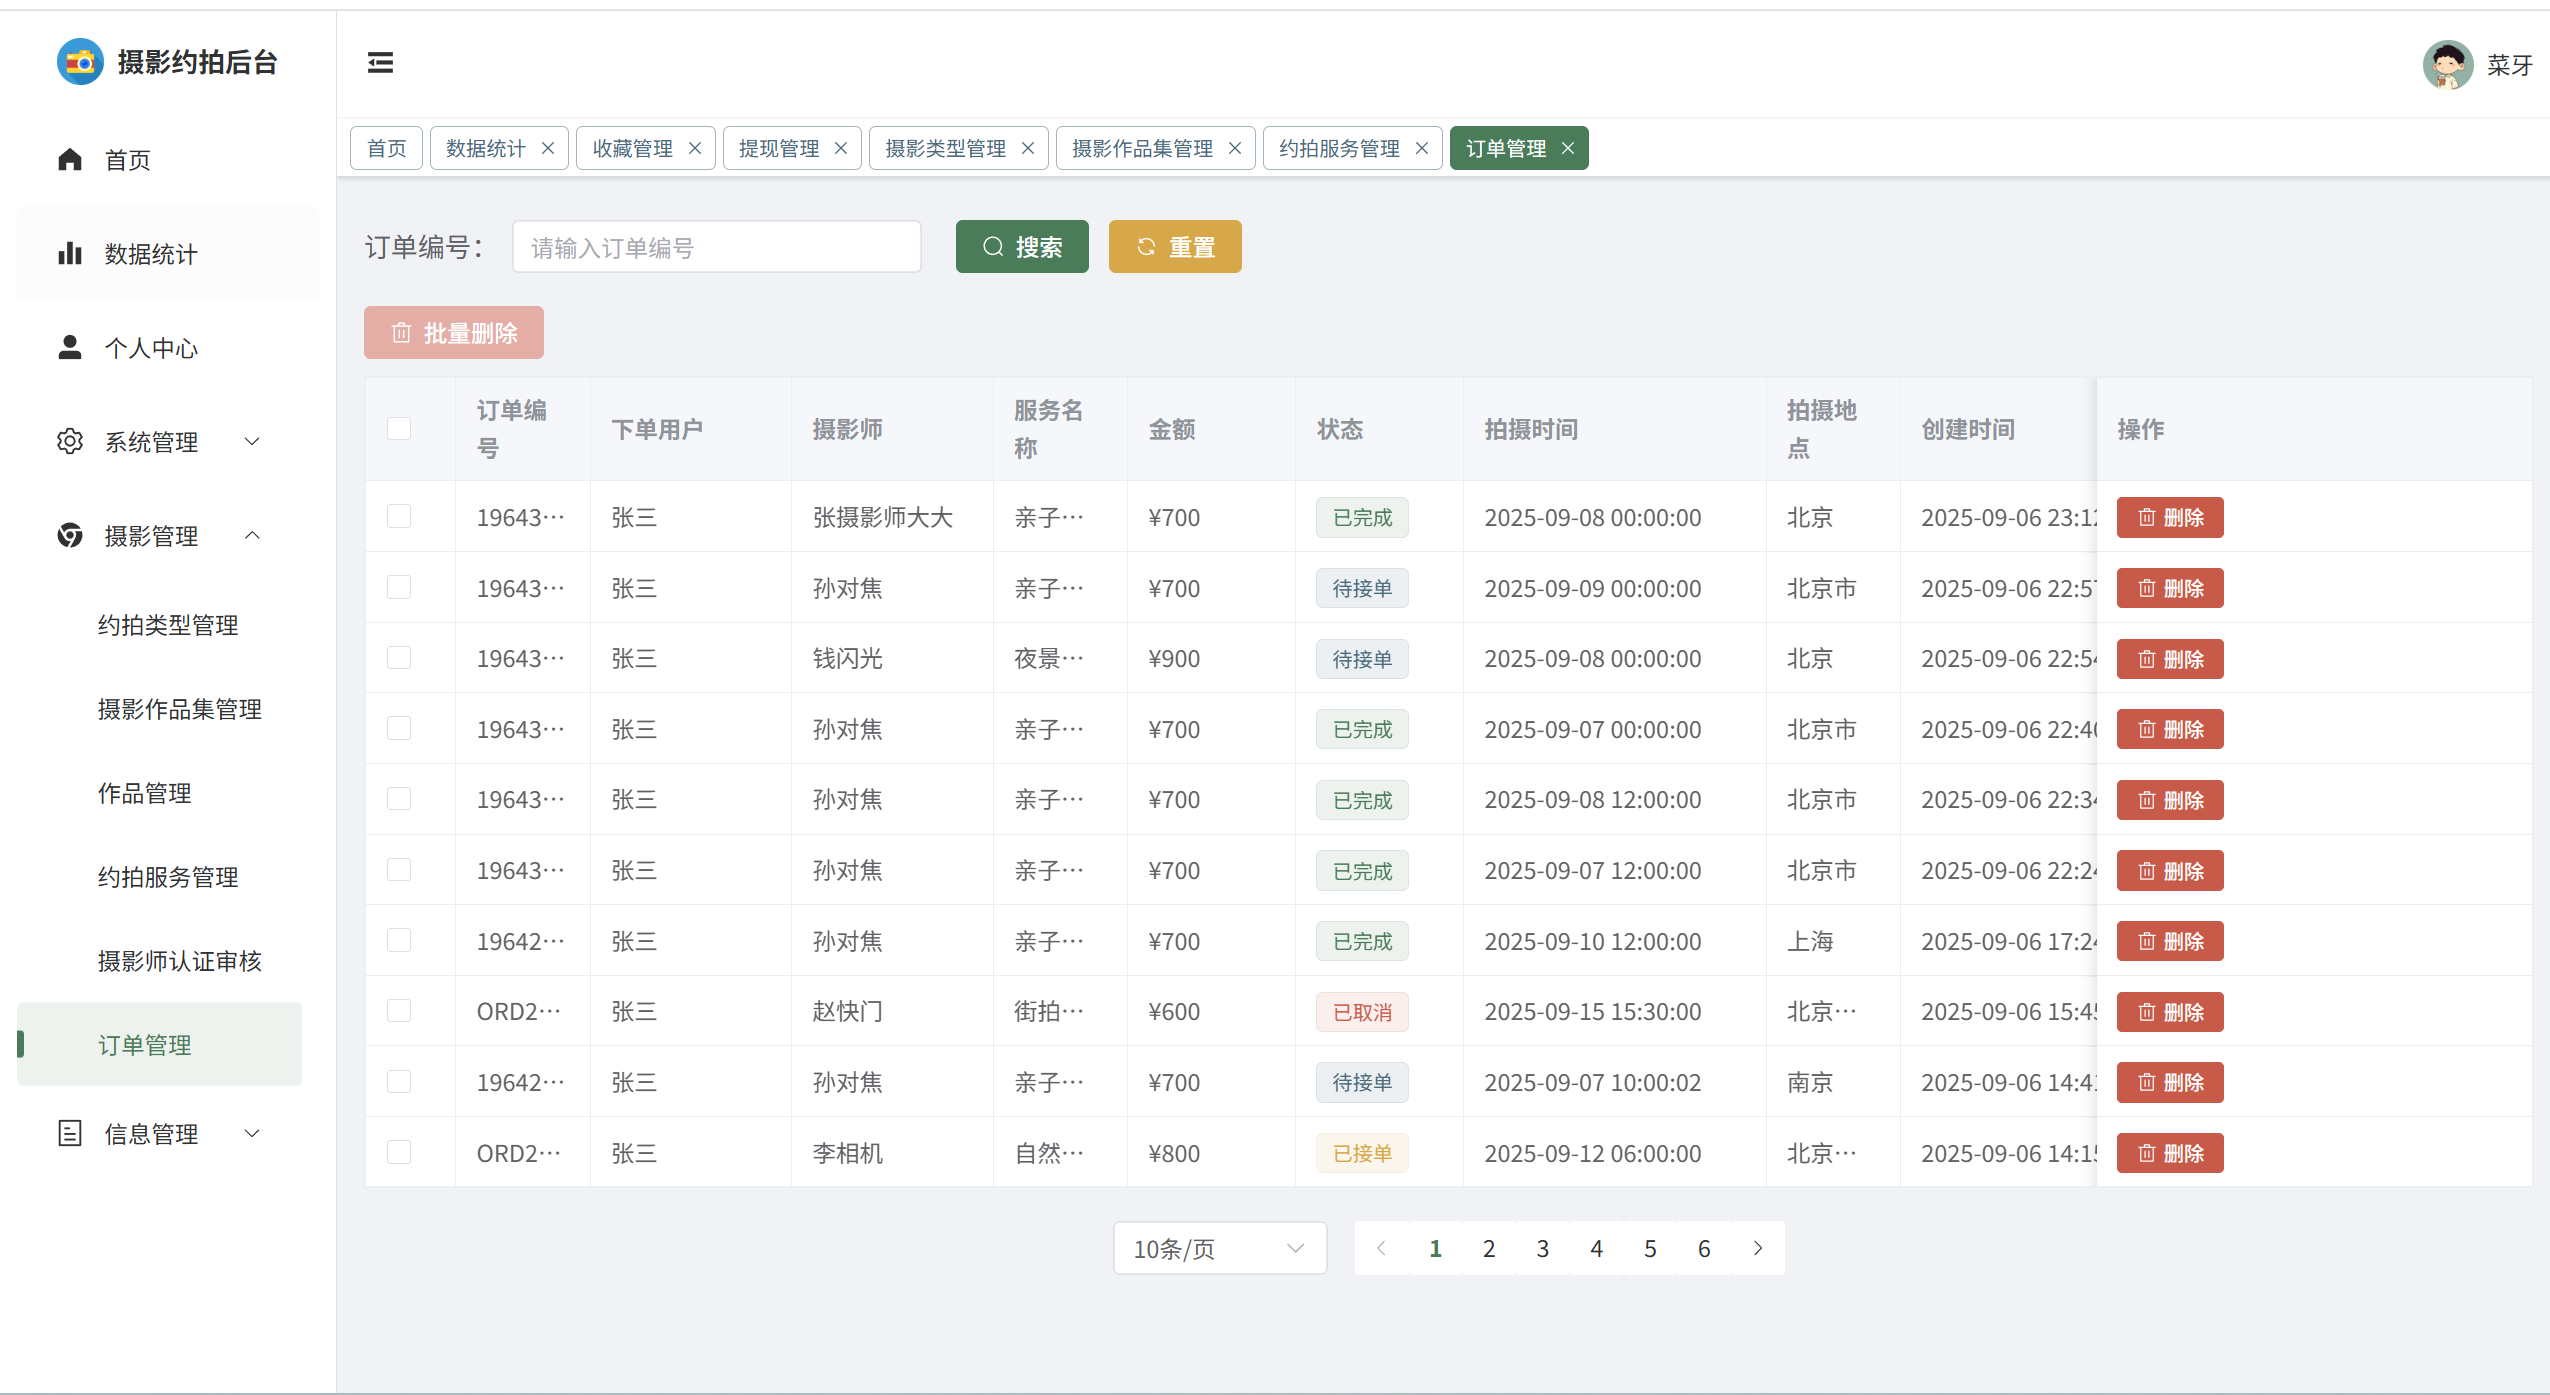 摄影约拍后台
菜牙
首页
数据统计
个人中心
系统管理
摄影管理
约拍类型管理
摄影作品集管理
作品管理
约拍服务管理
摄影师认证审核
订单管理
信息管理
首页 数据统计 收藏管理 提现管理 摄影类型管理 摄影作品集管理 约拍服务管理 订单管理
订单编号： 请输入订单编号 搜索 重置
批量删除
订单编号 下单用户 摄影师 服务名称 金额 状态 拍摄时间 拍摄地点 创建时间 操作
19643… 张三 张摄影师大大 亲子… ¥700 已完成 2025-09-08 00:00:00 北京 2025-09-06 23:12 删除
19643… 张三 孙对焦 亲子… ¥700 待接单 2025-09-09 00:00:00 北京市 2025-09-06 22:57 删除
19643… 张三 钱闪光 夜景… ¥900 待接单 2025-09-08 00:00:00 北京 2025-09-06 22:54 删除
19643… 张三 孙对焦 亲子… ¥700 已完成 2025-09-07 00:00:00 北京市 2025-09-06 22:40 删除
19643… 张三 孙对焦 亲子… ¥700 已完成 2025-09-08 12:00:00 北京市 2025-09-06 22:34 删除
19643… 张三 孙对焦 亲子… ¥700 已完成 2025-09-07 12:00:00 北京市 2025-09-06 22:24 删除
19642… 张三 孙对焦 亲子… ¥700 已完成 2025-09-10 12:00:00 上海 2025-09-06 17:24 删除
ORD2… 张三 赵快门 街拍… ¥600 已取消 2025-09-15 15:30:00 北京… 2025-09-06 15:45 删除
19642… 张三 孙对焦 亲子… ¥700 待接单 2025-09-07 10:00:02 南京 2025-09-06 14:41 删除
ORD2… 张三 李相机 自然… ¥800 已接单 2025-09-12 06:00:00 北京… 2025-09-06 14:15 删除
10条/页 1 2 3 4 5 6